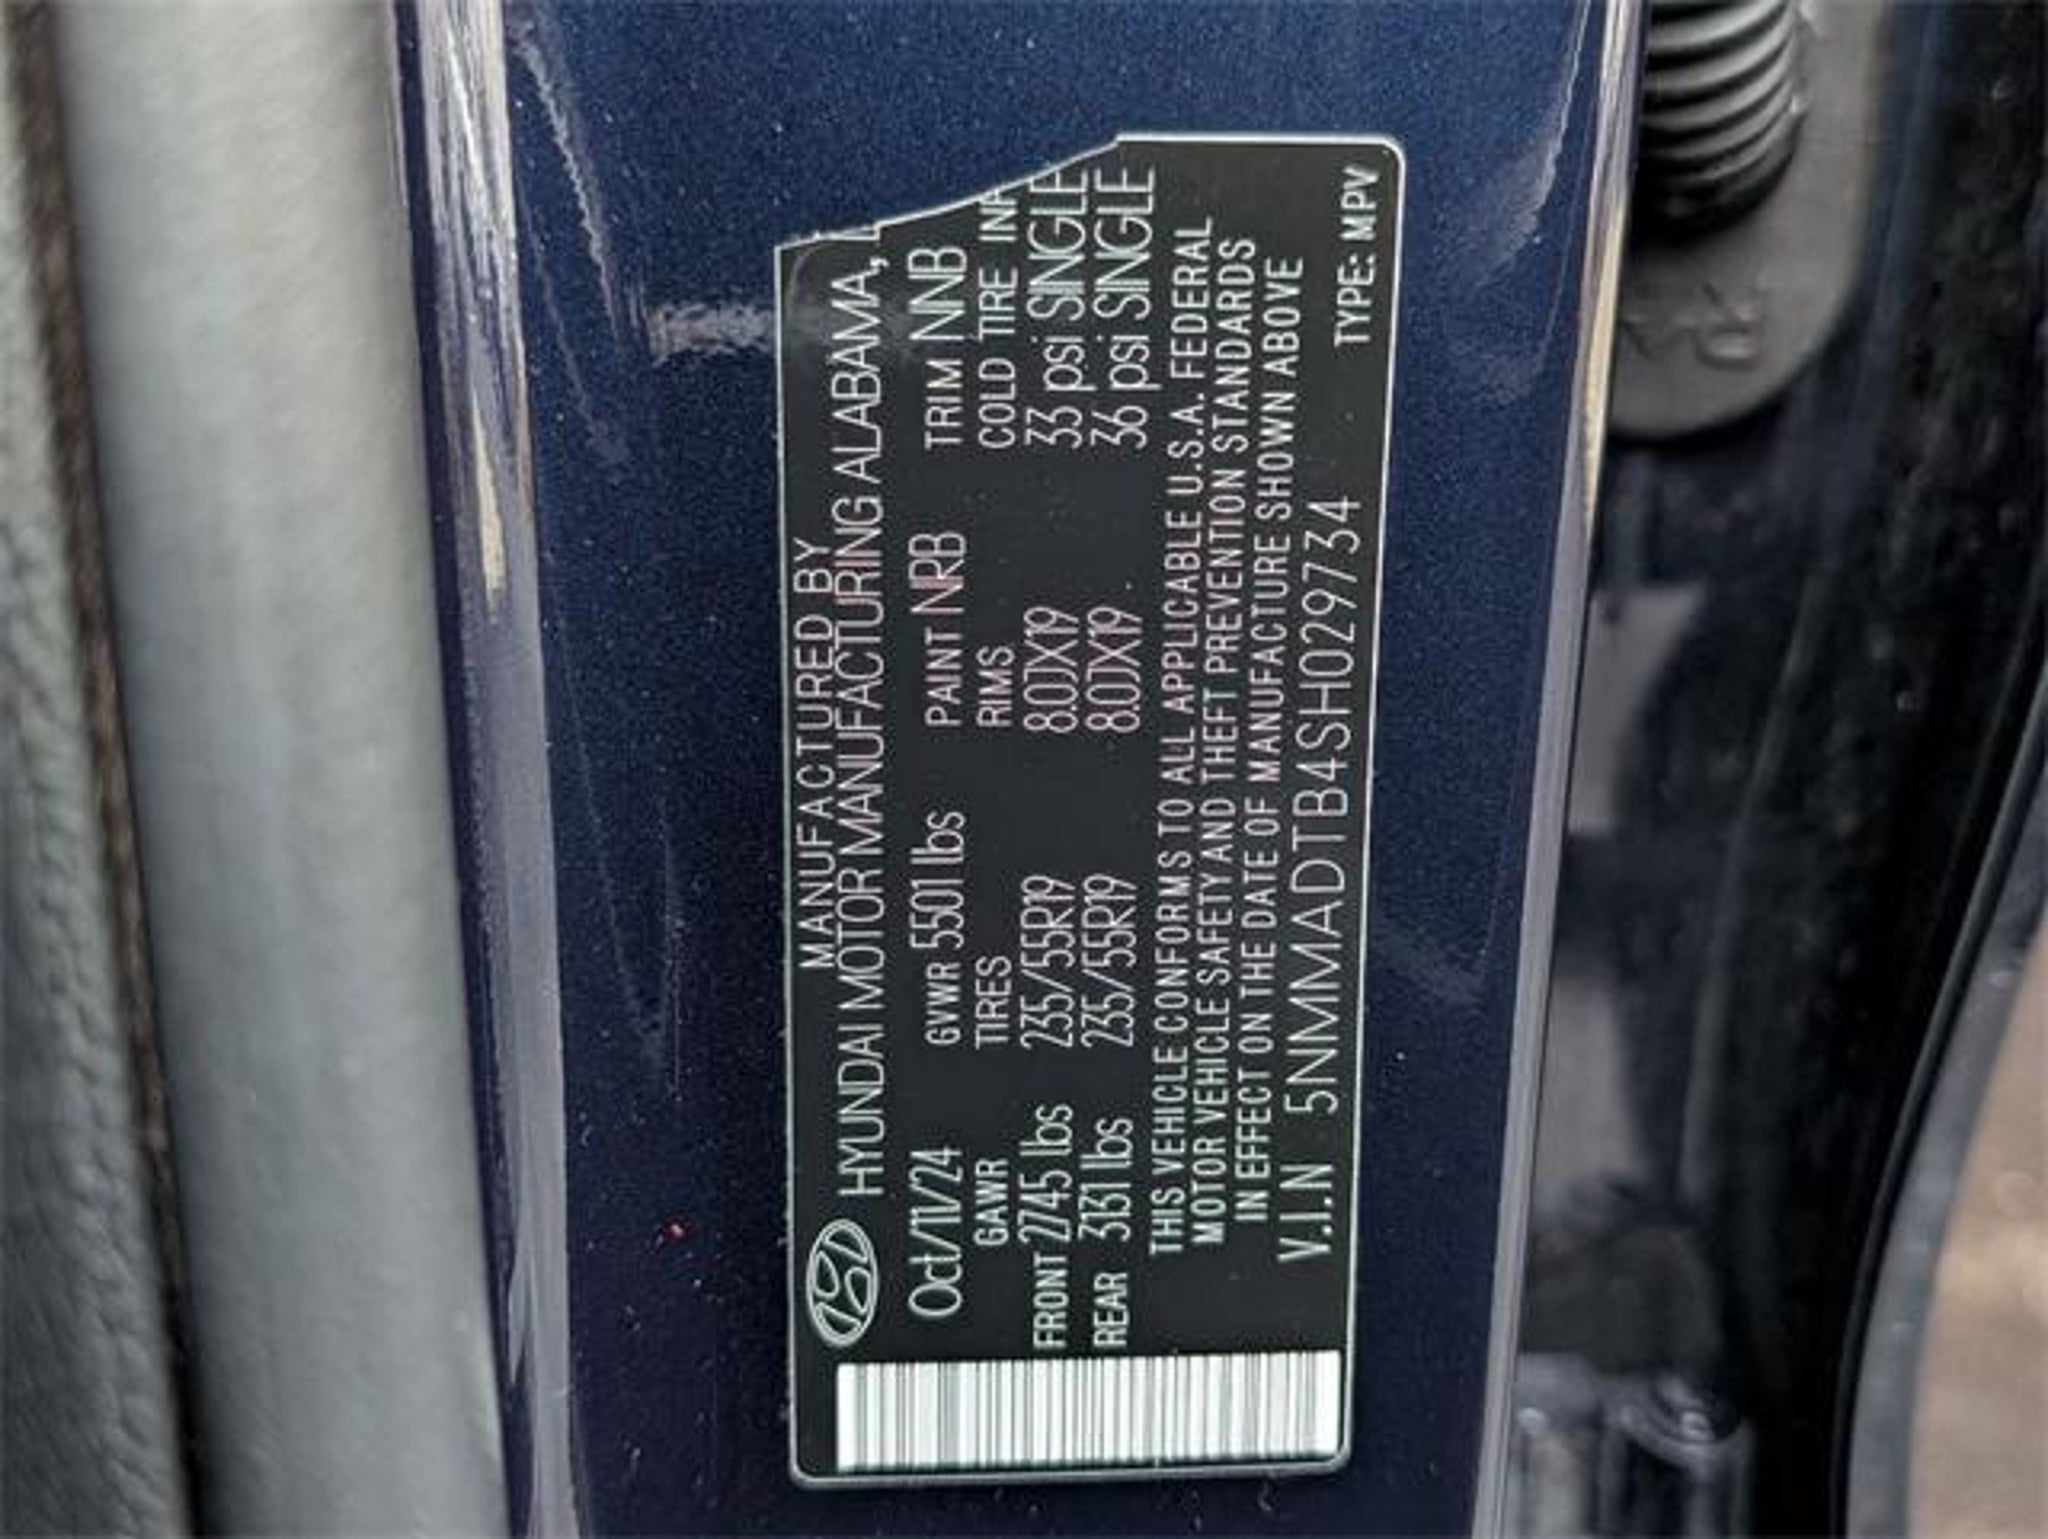 MANUFACTURED BY
HYUNDAI MOTOR MANUFACTURING ALABAMA,
Oct/11/24 GVWR 5501 lbs PAINT NRB TRIM NNB
GAWR TIRES RIMS COLD TIRE
FRONT 2745 lbs 235/55R19 8.0JX19 33 psi SINGLE
REAR 3131 lbs 235/55R19 8.0JX19 36 psi SINGLE
THIS VEHICLE CONFORMS TO ALL APPLICABLE U.S.A. FEDERAL
MOTOR VEHICLE SAFETY AND THEFT PREVENTION STANDARDS
IN EFFECT ON THE DATE OF MANUFACTURE SHOWN ABOVE
V.I.N 5NMMADTB4SH029734 TYPE: MPV